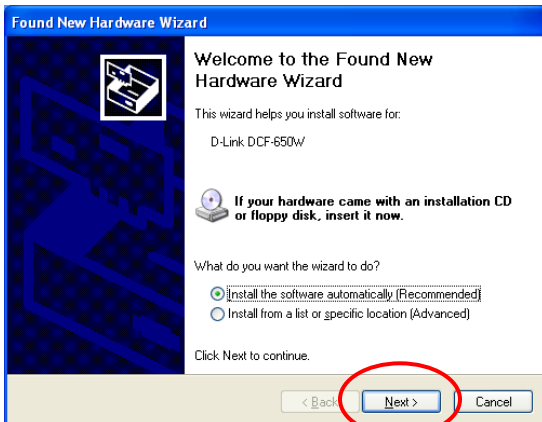 Found New Hardware Wizard
Welcome to the Found New
Hardware Wizard
This wizard helps you install software for:
D-Link DCF-650W
If your hardware came with an installation CD
or floppy disk, insert it now.
What do you want the wizard to do?
Install the software automatically (Recommended)
Install from a list or specific location (Advanced)
Click Next to continue.
< Back Next > Cancel